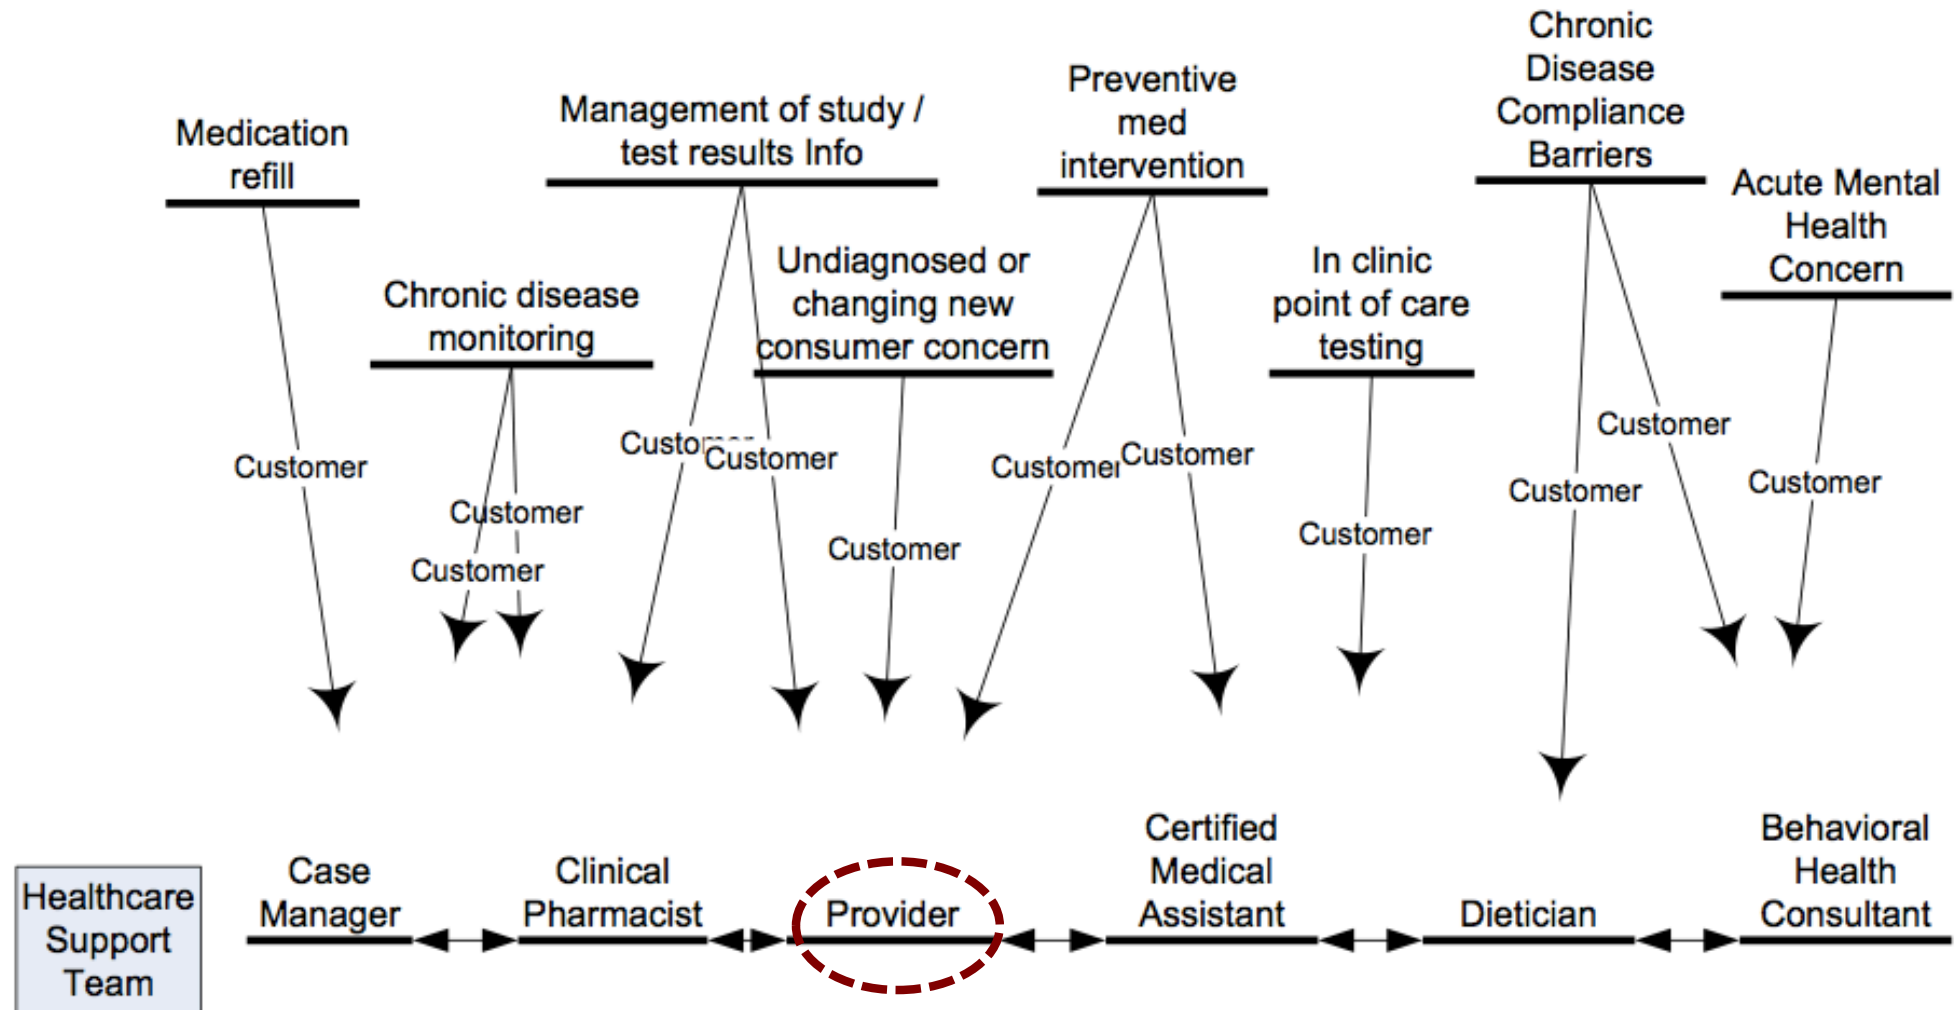 Medication
refill
Chronic disease
monitoring
Management of study /
test results Info
Undiagnosed or
changing new
consumer concern
Preventive
med
intervention
In clinic
point of care
testing
Chronic
Disease
Compliance
Barriers
Acute Mental
Health
Concern
Customer
Customer
Customer
Customer
Customer
Customer
Customer
Customer
Customer
Customer
Customer
Customer
Healthcare
Support
Team
Case
Manager
Clinical
Pharmacist
Provider
Certified
Medical
Assistant
Dietician
Behavioral
Health
Consultant